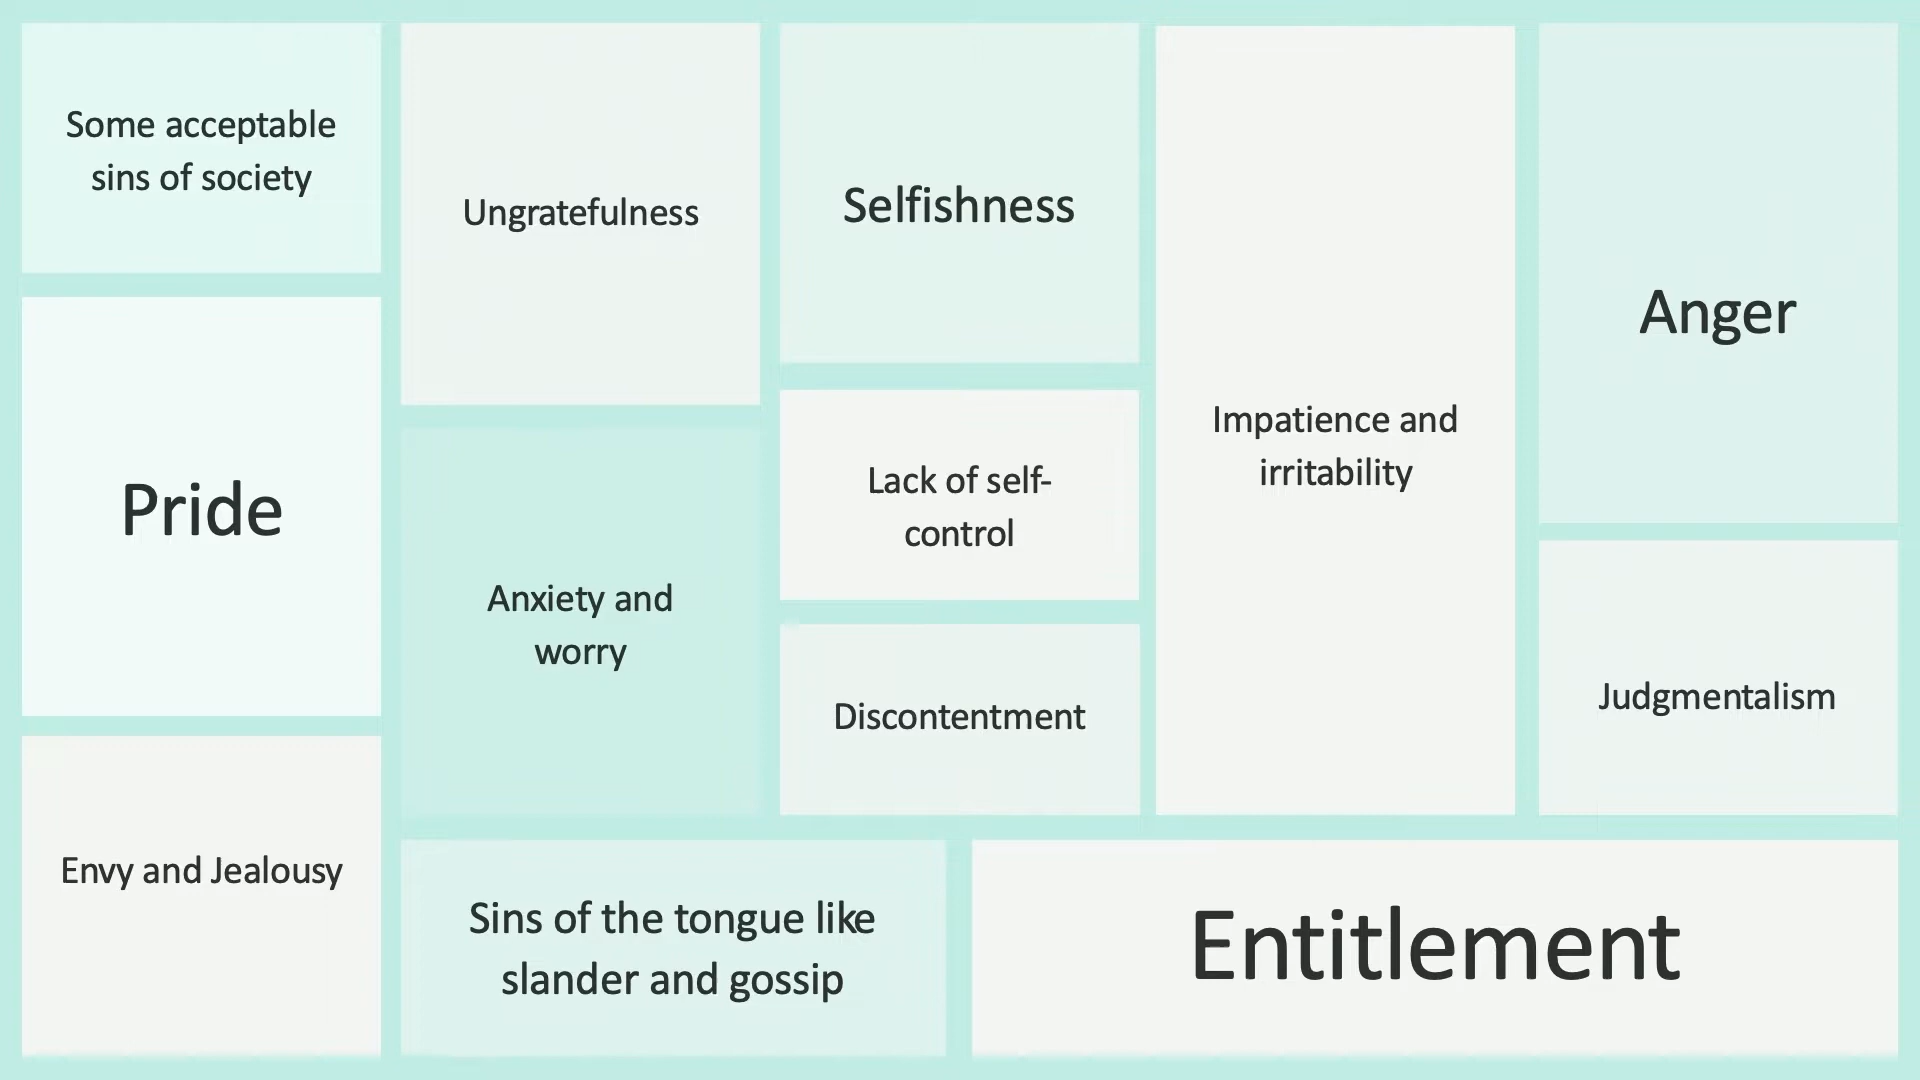 Some acceptable
sins of society
Pride
Envy and Jealousy
Ungratefulness
Anxiety and
worry
Selfishness
Lack of self-
control
Discontentment
Impatience and
irritability
Anger
Judgmentalism
Sins of the tongue like
slander and gossip
Entitlement